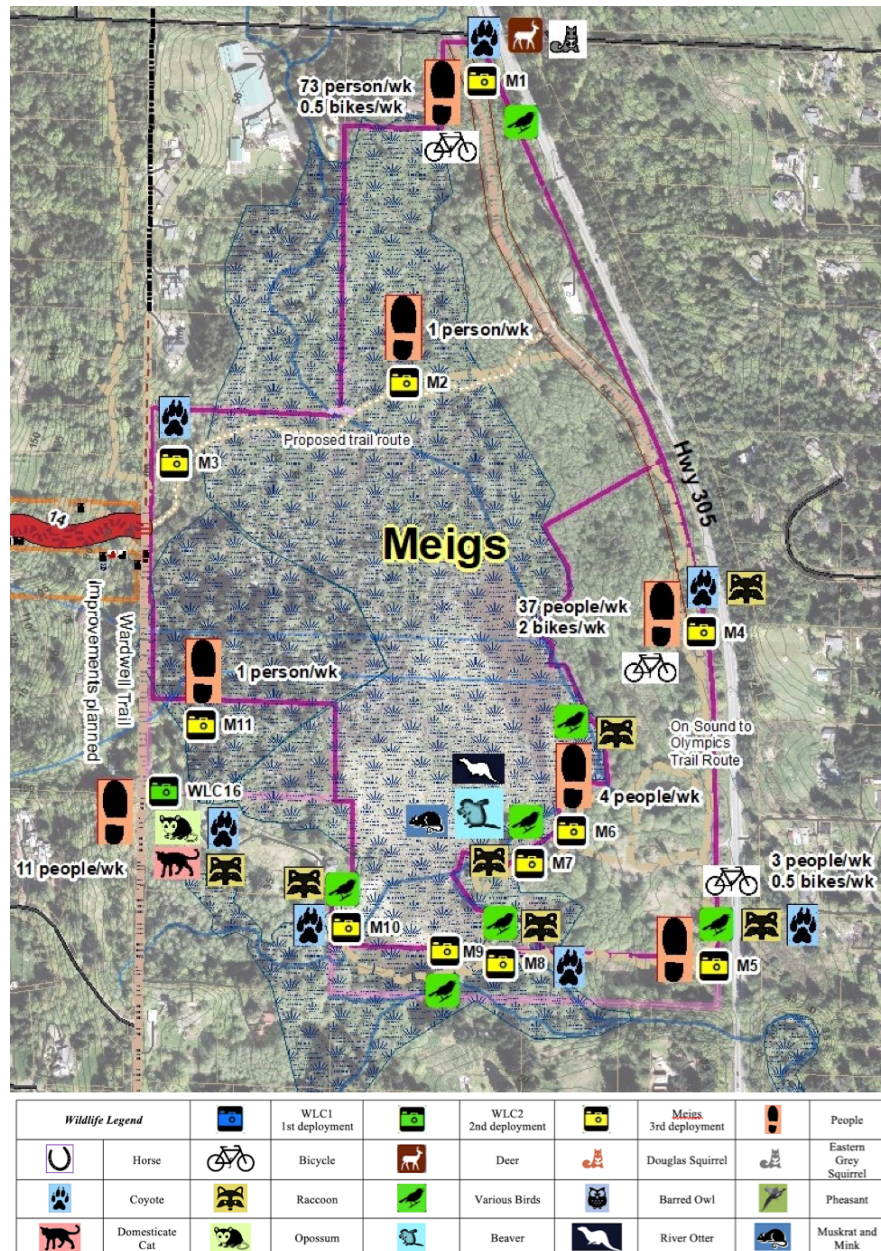 73 person/wk
0.5 bikes/wk
M1
1 person/wk
M2
Proposed trail route
M3
14
Meigs
Hwy 305
Wardwell Trail
Improvements planned
37 people/wk
2 bikes/wk
M4
1 person/wk
M11
On Sound to
Olympics
Trail Route
WLC16
4 people/wk
M6
11 people/wk
M7
3 people/wk
0.5 bikes/wk
M10
M9
M8
M5
Wildlife Legend
WLC1
1st deployment
WLC2
2nd deployment
Meigs
3rd deployment
People
Horse
Bicycle
Deer
Douglas Squirrel
Eastern
Grey
Squirrel
Coyote
Raccoon
Various Birds
Barred Owl
Pheasant
Domesticate
Cat
Opossum
Beaver
River Otter
Muskrat and
Mink